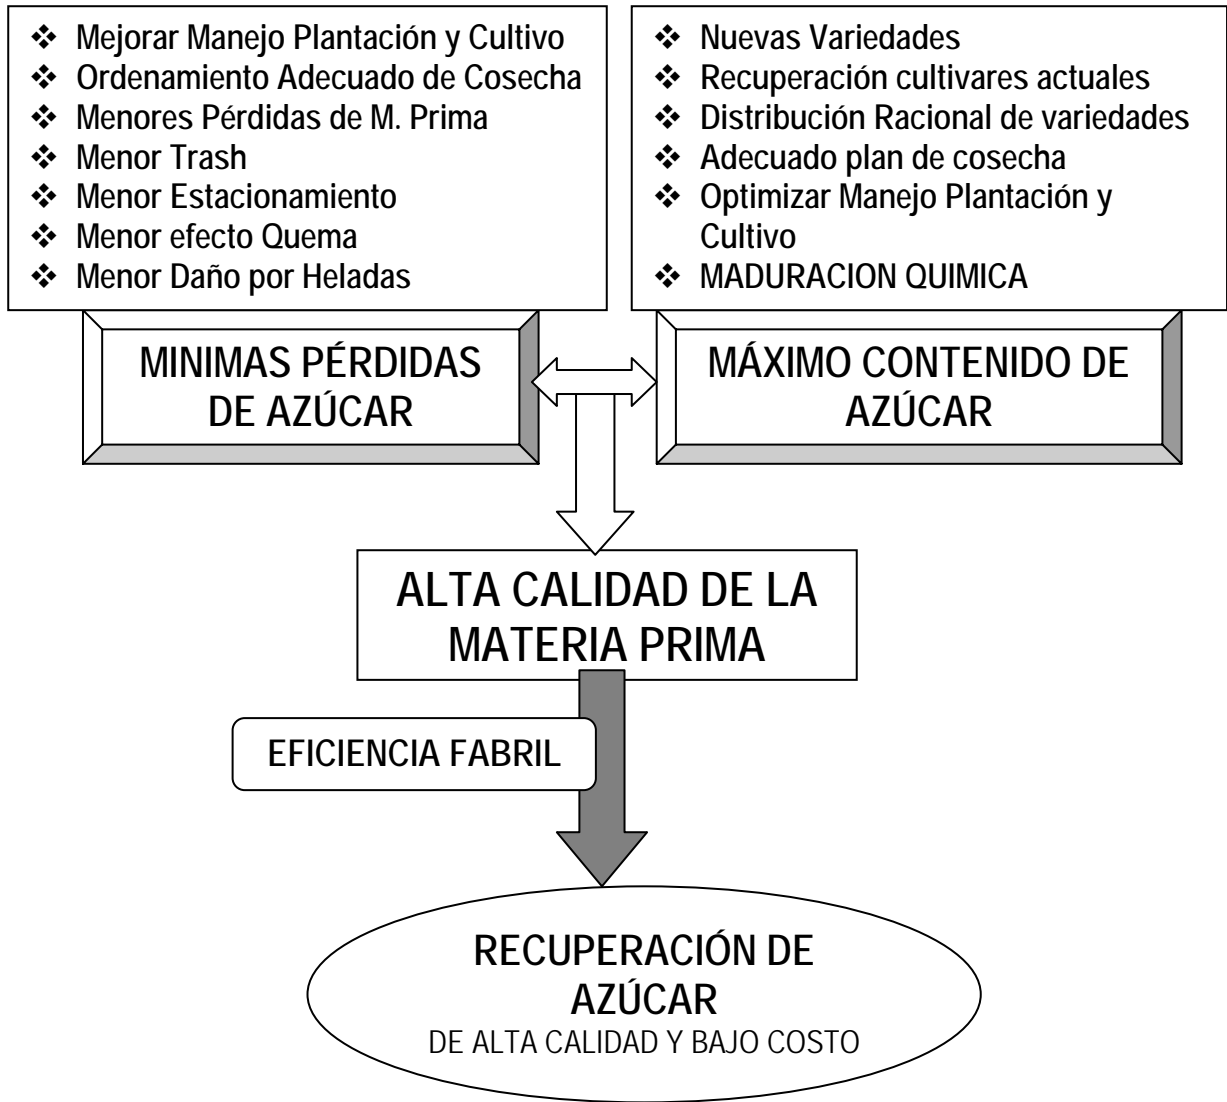 ❖ Mejorar Manejo Plantación y Cultivo
❖ Ordenamiento Adecuado de Cosecha
❖ Menores Pérdidas de M. Prima
❖ Menor Trash
❖ Menor Estacionamiento
❖ Menor efecto Quema
❖ Menor Daño por Heladas
❖ Nuevas Variedades
❖ Recuperación cultivares actuales
❖ Distribución Racional de variedades
❖ Adecuado plan de cosecha
❖ Optimizar Manejo Plantación y
Cultivo
❖ MADURACION QUIMICA
MINIMAS PÉRDIDAS
DE AZÚCAR
MÁXIMO CONTENIDO DE
AZÚCAR
ALTA CALIDAD DE LA
MATERIA PRIMA
EFICIENCIA FABRIL
RECUPERACIÓN DE
AZÚCAR
DE ALTA CALIDAD Y BAJO COSTO